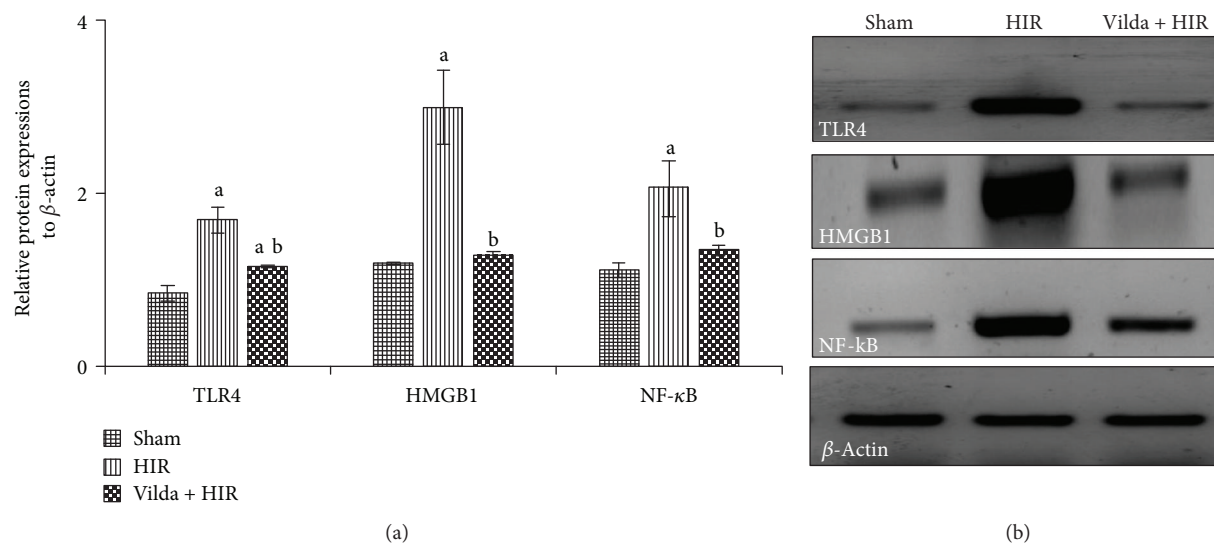 4
2
0
Relative protein expressions
to β-actin
a
a b
a
b
a
b
TLR4
HMGB1
NF-κB
Sham
HIR
Vilda + HIR
(a)
Sham HIR Vilda + HIR
TLR4
HMGB1
NF-kB
β-Actin
(b)